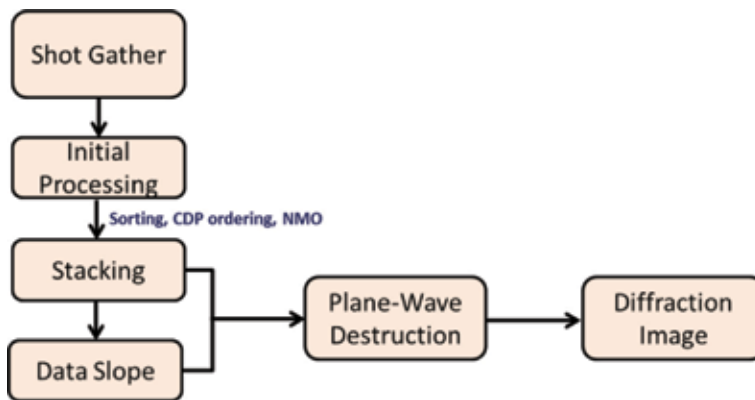 Shot Gather
Initial
Processing
Sorting, CDP ordering, NMO
Stacking
Data Slope
Plane-Wave
Destruction
Diffraction
Image